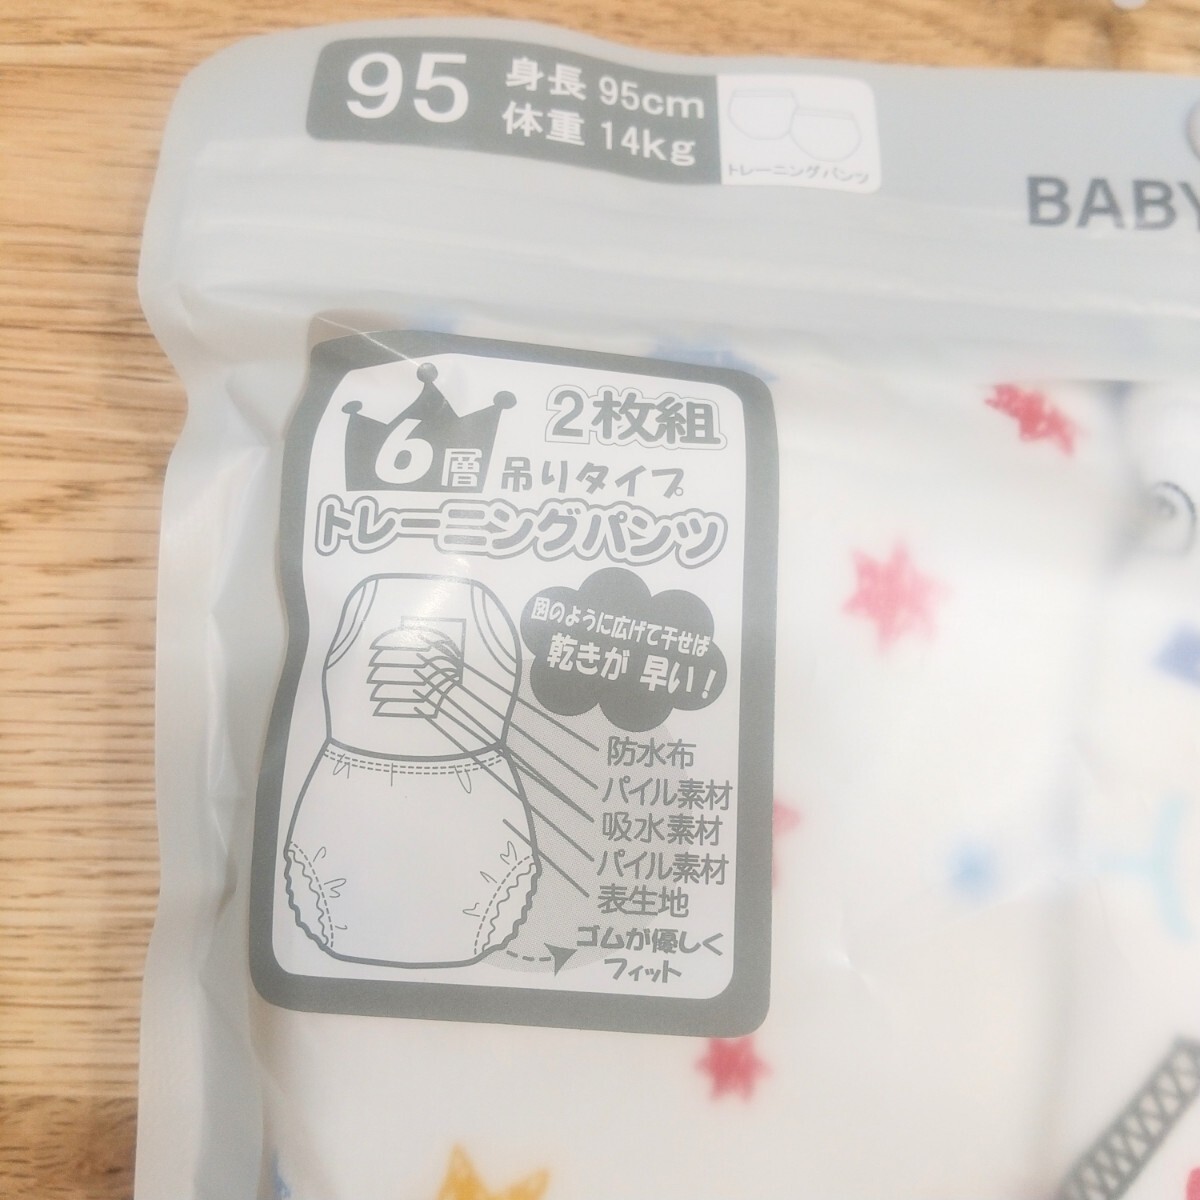 95
身長 95cm
体重 14kg
トレーニングパンツ
BABY
2枚組
6層 吊りタイプ
トレーニングパンツ
図のように広げて干せば
乾きが 早い!
防水布
パイル素材
吸水素材
パイル素材
表生地
ゴムが優しく
フィット